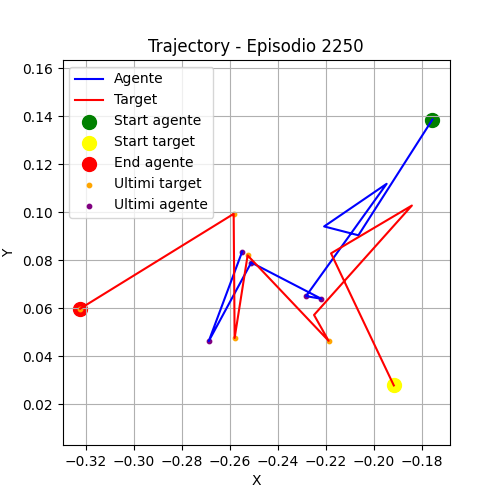 Trajectory - Episodio 2250
Agente
Target
Start agente
Start target
End agente
Ultimi target
Ultimi agente
0.16
0.14
0.12
0.10
0.08
0.06
0.04
0.02
Y
−0.32 −0.30 −0.28 −0.26 −0.24 −0.22 −0.20 −0.18
X